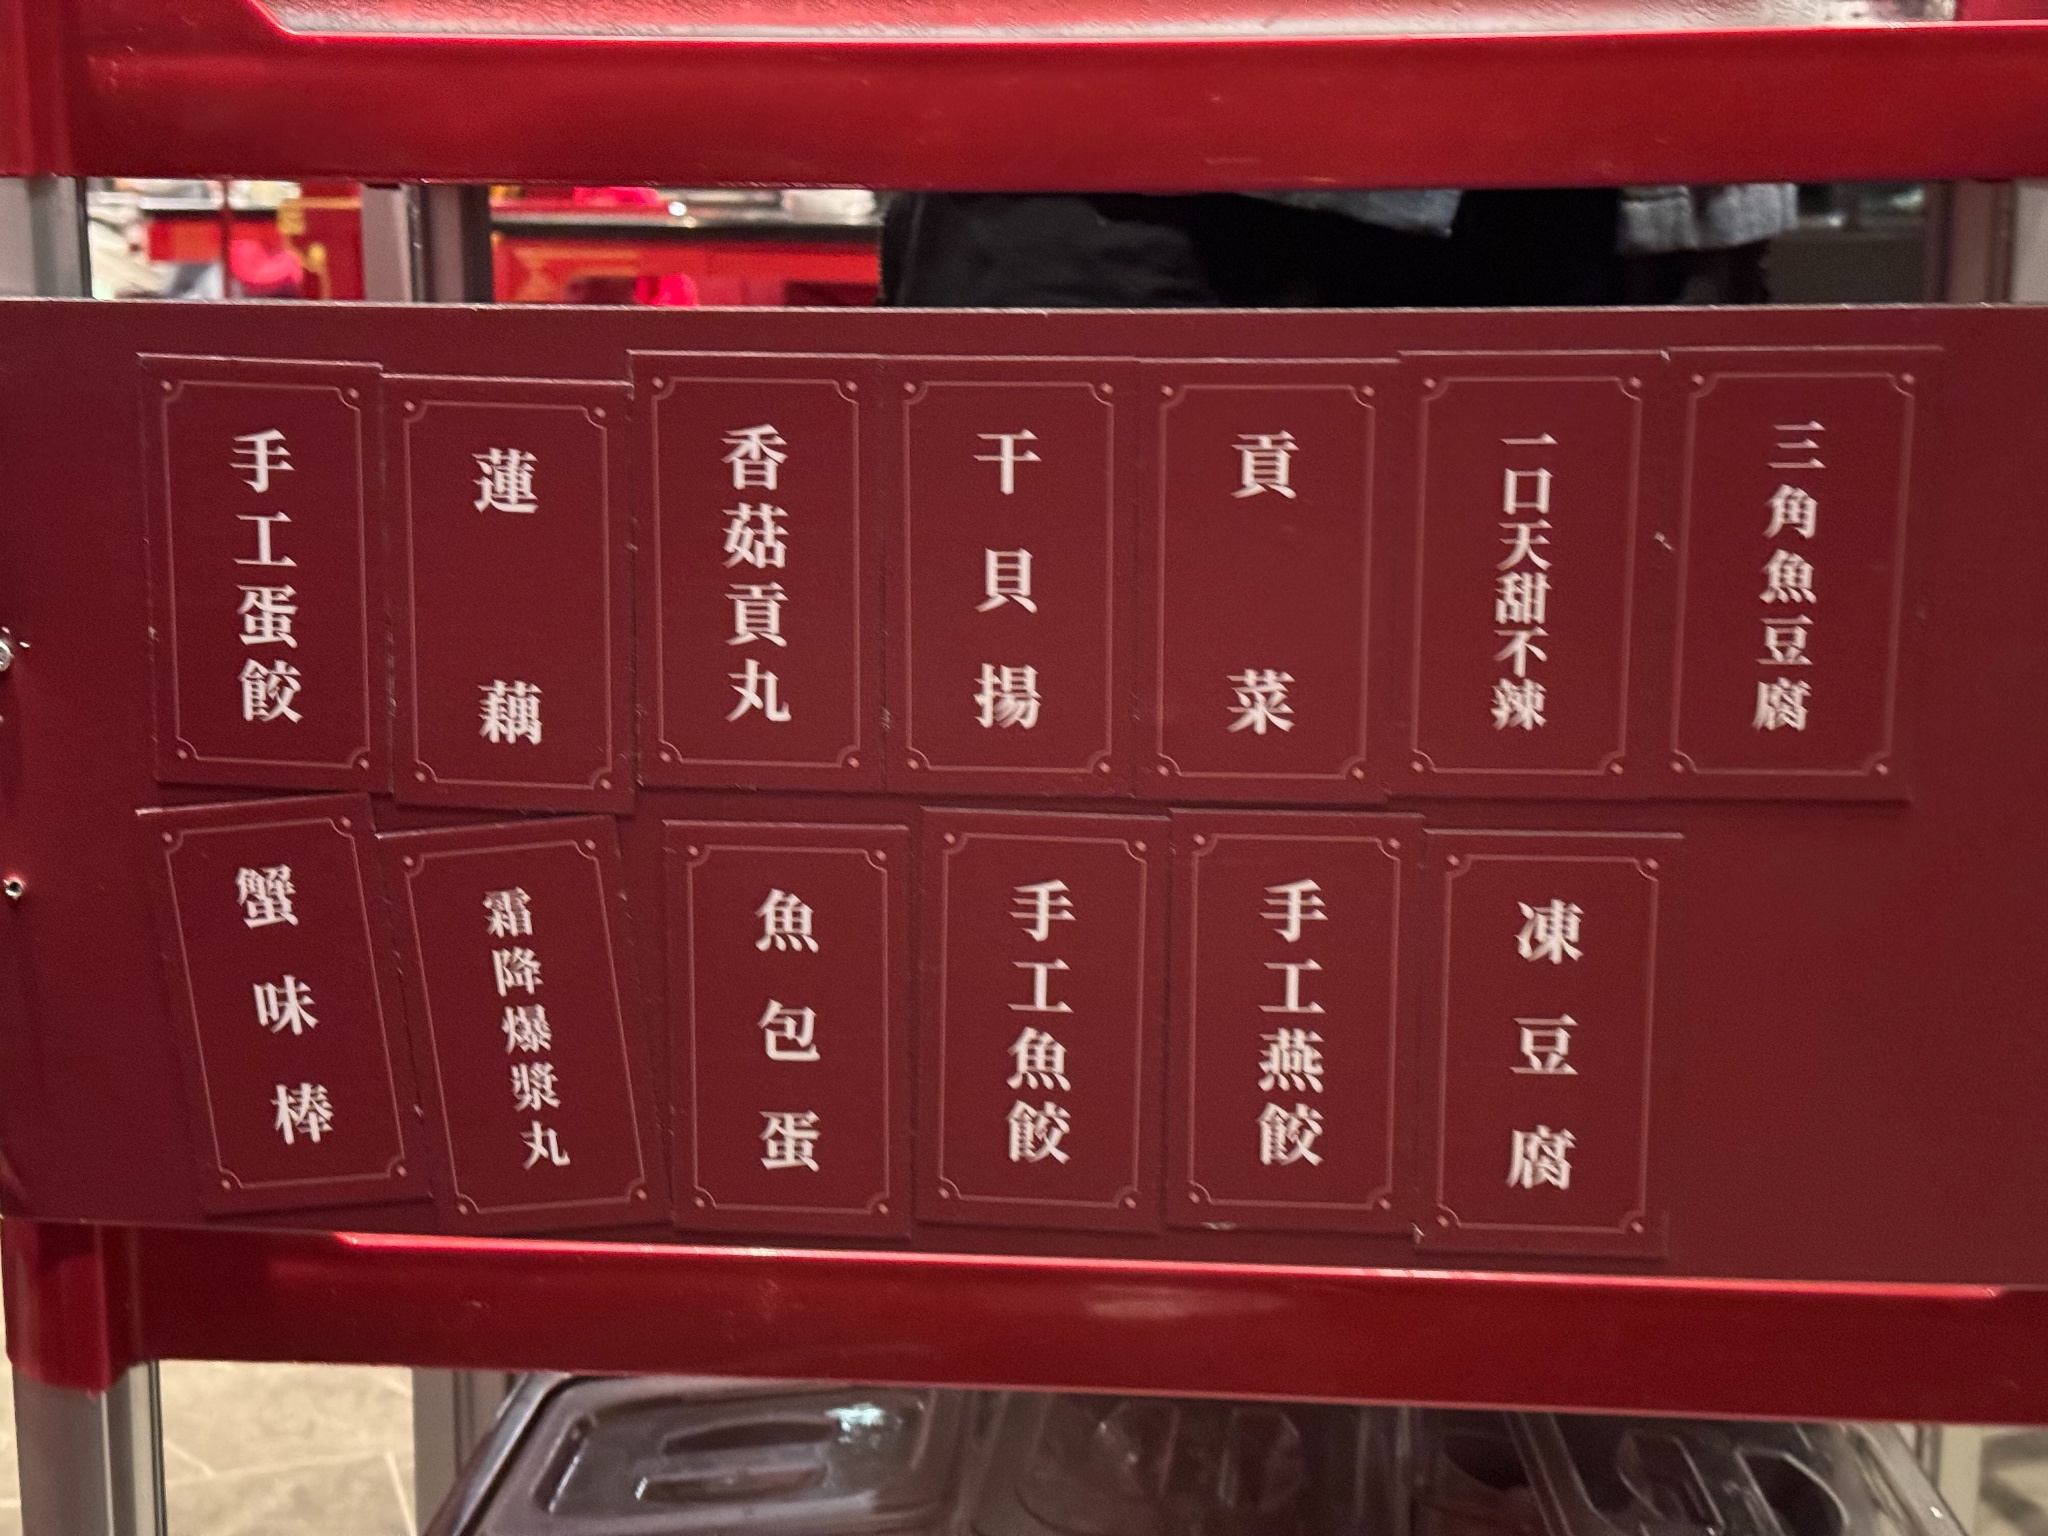 手工蛋餃
蓮藕
香菇貢丸
干貝揚
貢菜
一口天甜不辣
三角魚豆腐
蟹味棒
霜降爆漿丸
魚包蛋
手工魚餃
手工燕餃
凍豆腐